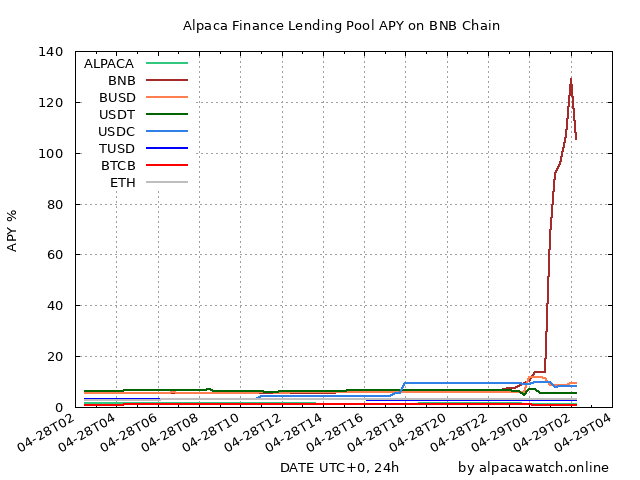 Alpaca Finance Lending Pool APY on BNB Chain
APY %
140
120
100
80
60
40
20
0
ALPACA
BNB
BUSD
USDT
USDC
TUSD
BTCB
ETH
04-28T02
04-28T04
04-28T06
04-28T08
04-28T10
04-28T12
04-28T14
04-28T16
04-28T18
04-28T20
04-28T22
04-29T00
04-29T02
04-29T04
DATE UTC+0, 24h
by alpacawatch.online